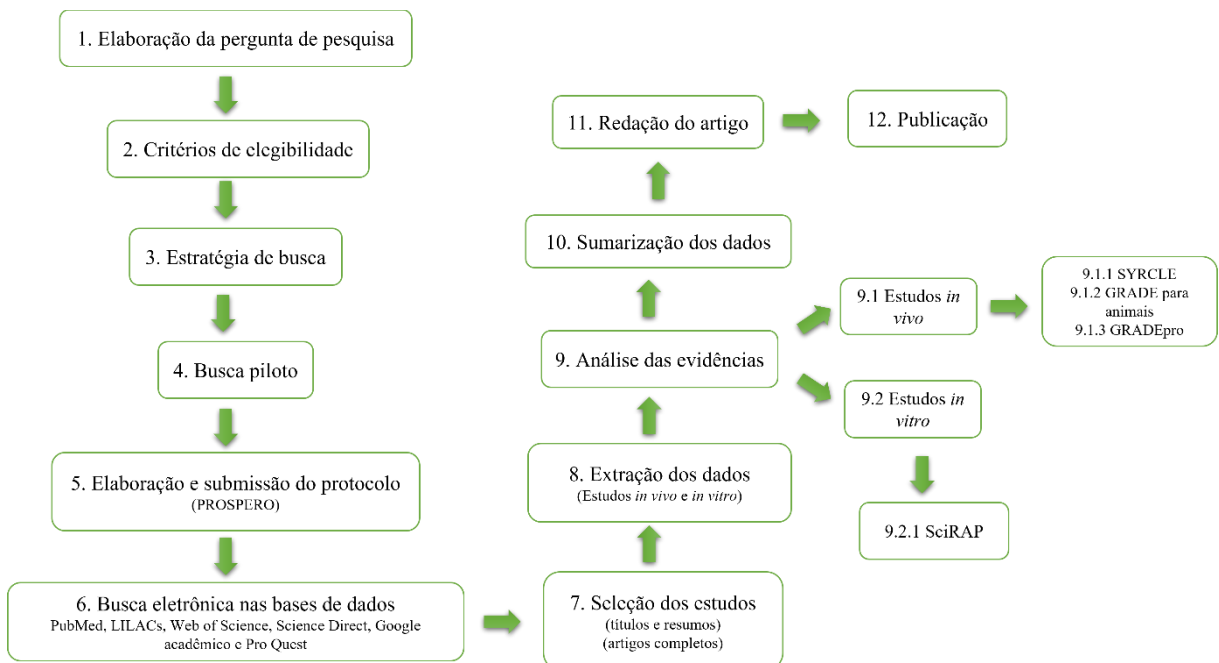 1. Elaboração da pergunta de pesquisa
2. Critérios de elegibilidade
3. Estratégia de busca
4. Busca piloto
5. Elaboração e submissão do protocolo
(PROSPERO)
6. Busca eletrônica nas bases de dados
PubMed, LILACs, Web of Science, Science Direct, Google
acadêmico e Pro Quest
7. Seleção dos estudos
(títulos e resumos)
(artigos completos)
8. Extração dos dados
(Estudos in vivo e in vitro)
9. Análise das evidências
9.1 Estudos in
vivo
9.1.1 SYRCLE
9.1.2 GRADE para
animais
9.1.3 GRADEpro
9.2 Estudos in
vitro
9.2.1 SciRAP
10. Sumarização dos dados
11. Redação do artigo
12. Publicação